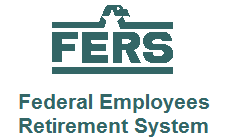 FERS
Federal Employees
Retirement System